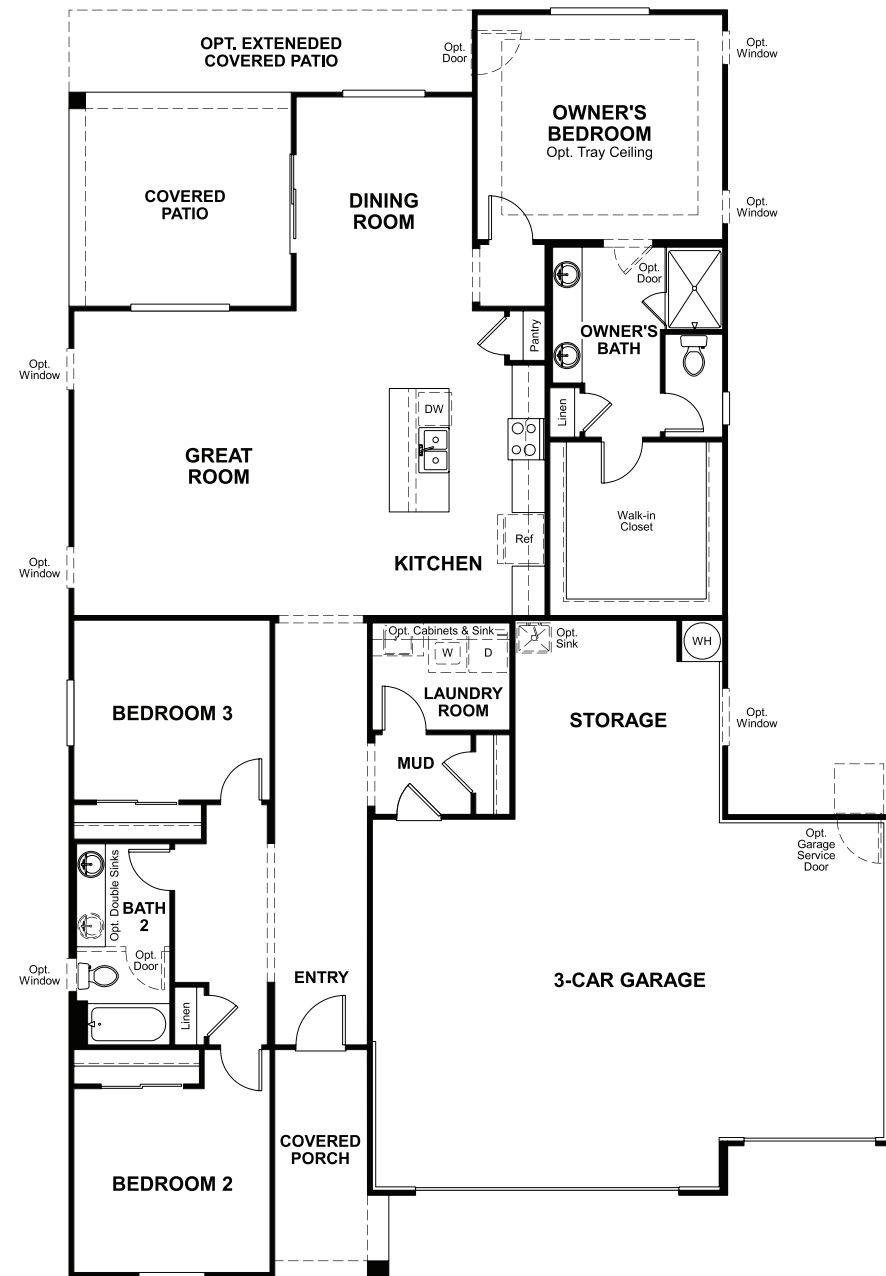 OPT. EXTENEDED
COVERED PATIO
Opt.
Door
Opt.
Window
OWNER'S
BEDROOM
Opt. Tray Ceiling
COVERED
PATIO
DINING
ROOM
Opt.
Window
Opt.
Door
OWNER'S
BATH
Pantry
Opt.
Window
DW
Linen
GREAT
ROOM
Walk-in
Closet
Ref
KITCHEN
Opt.
Window
Opt. Cabinets & Sink
W
D
Opt.
Sink
WH
LAUNDRY
ROOM
BEDROOM 3
STORAGE
Opt.
Window
MUD
Opt.
Garage
Service
Door
Opt. Double Sinks
BATH
2
Opt.
Door
Opt.
Window
ENTRY
3-CAR GARAGE
Linen
COVERED
PORCH
BEDROOM 2